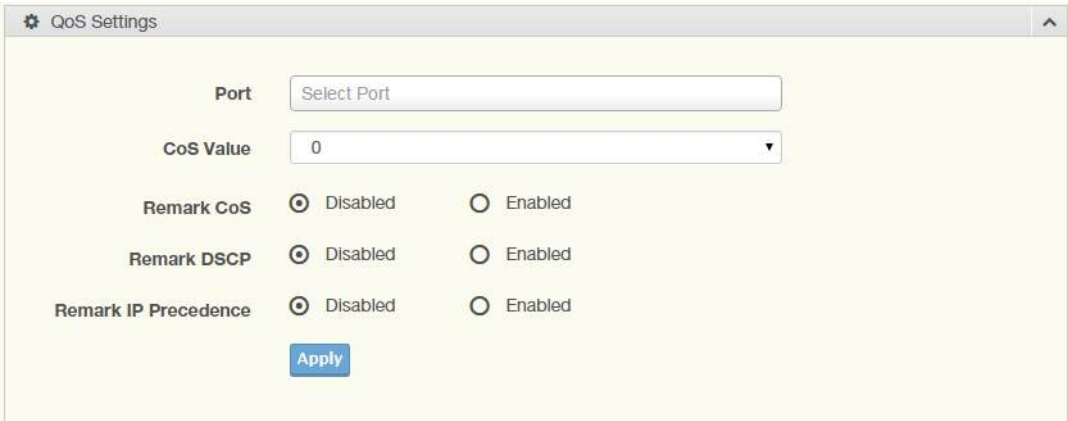 QoS Settings
Port Select Port
CoS Value 0
Remark CoS Disabled Enabled
Remark DSCP Disabled Enabled
Remark IP Precedence Disabled Enabled
Apply